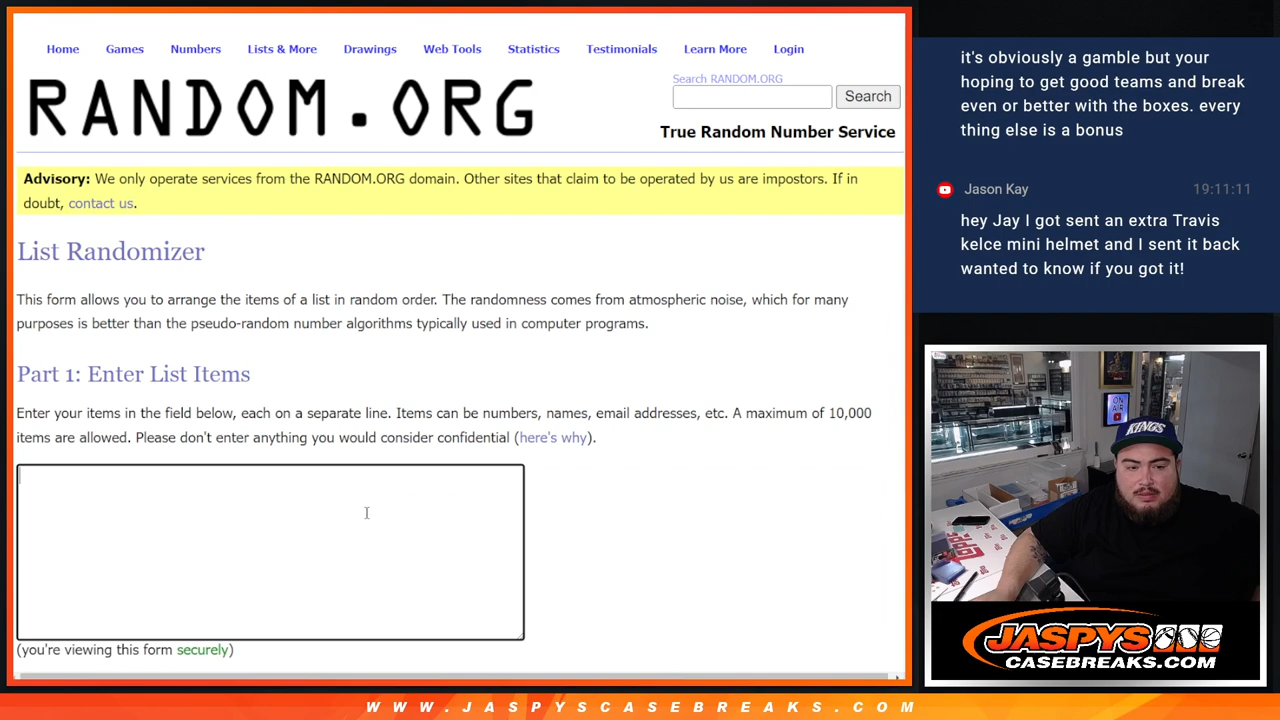 Home Games Numbers Lists & More Drawings Web Tools Statistics Testimonials Learn More Login
RANDOM.ORG
Search RANDOM.ORG
Search
True Random Number Service
Advisory: We only operate services from the RANDOM.ORG domain. Other sites that claim to be operated by us are impostors. If in
doubt, contact us.
List Randomizer
This form allows you to arrange the items of a list in random order. The randomness comes from atmospheric noise, which for many
purposes is better than the pseudo-random number algorithms typically used in computer programs.
Part 1: Enter List Items
Enter your items in the field below, each on a separate line. Items can be numbers, names, email addresses, etc. A maximum of 10,000
items are allowed. Please don't enter anything you would consider confidential (here's why).
(you're viewing this form securely)
it's obviously a gamble but your
hoping to get good teams and break
even or better with the boxes. every
thing else is a bonus
Jason Kay 19:11:11
hey Jay I got sent an extra Travis
kelce mini helmet and I sent it back
wanted to know if you got it!
ON
AIR
KINGS
Topps
JASPYS
CASEBREAKS.COM
WWW.JASPYSCASEBREAKS.COM